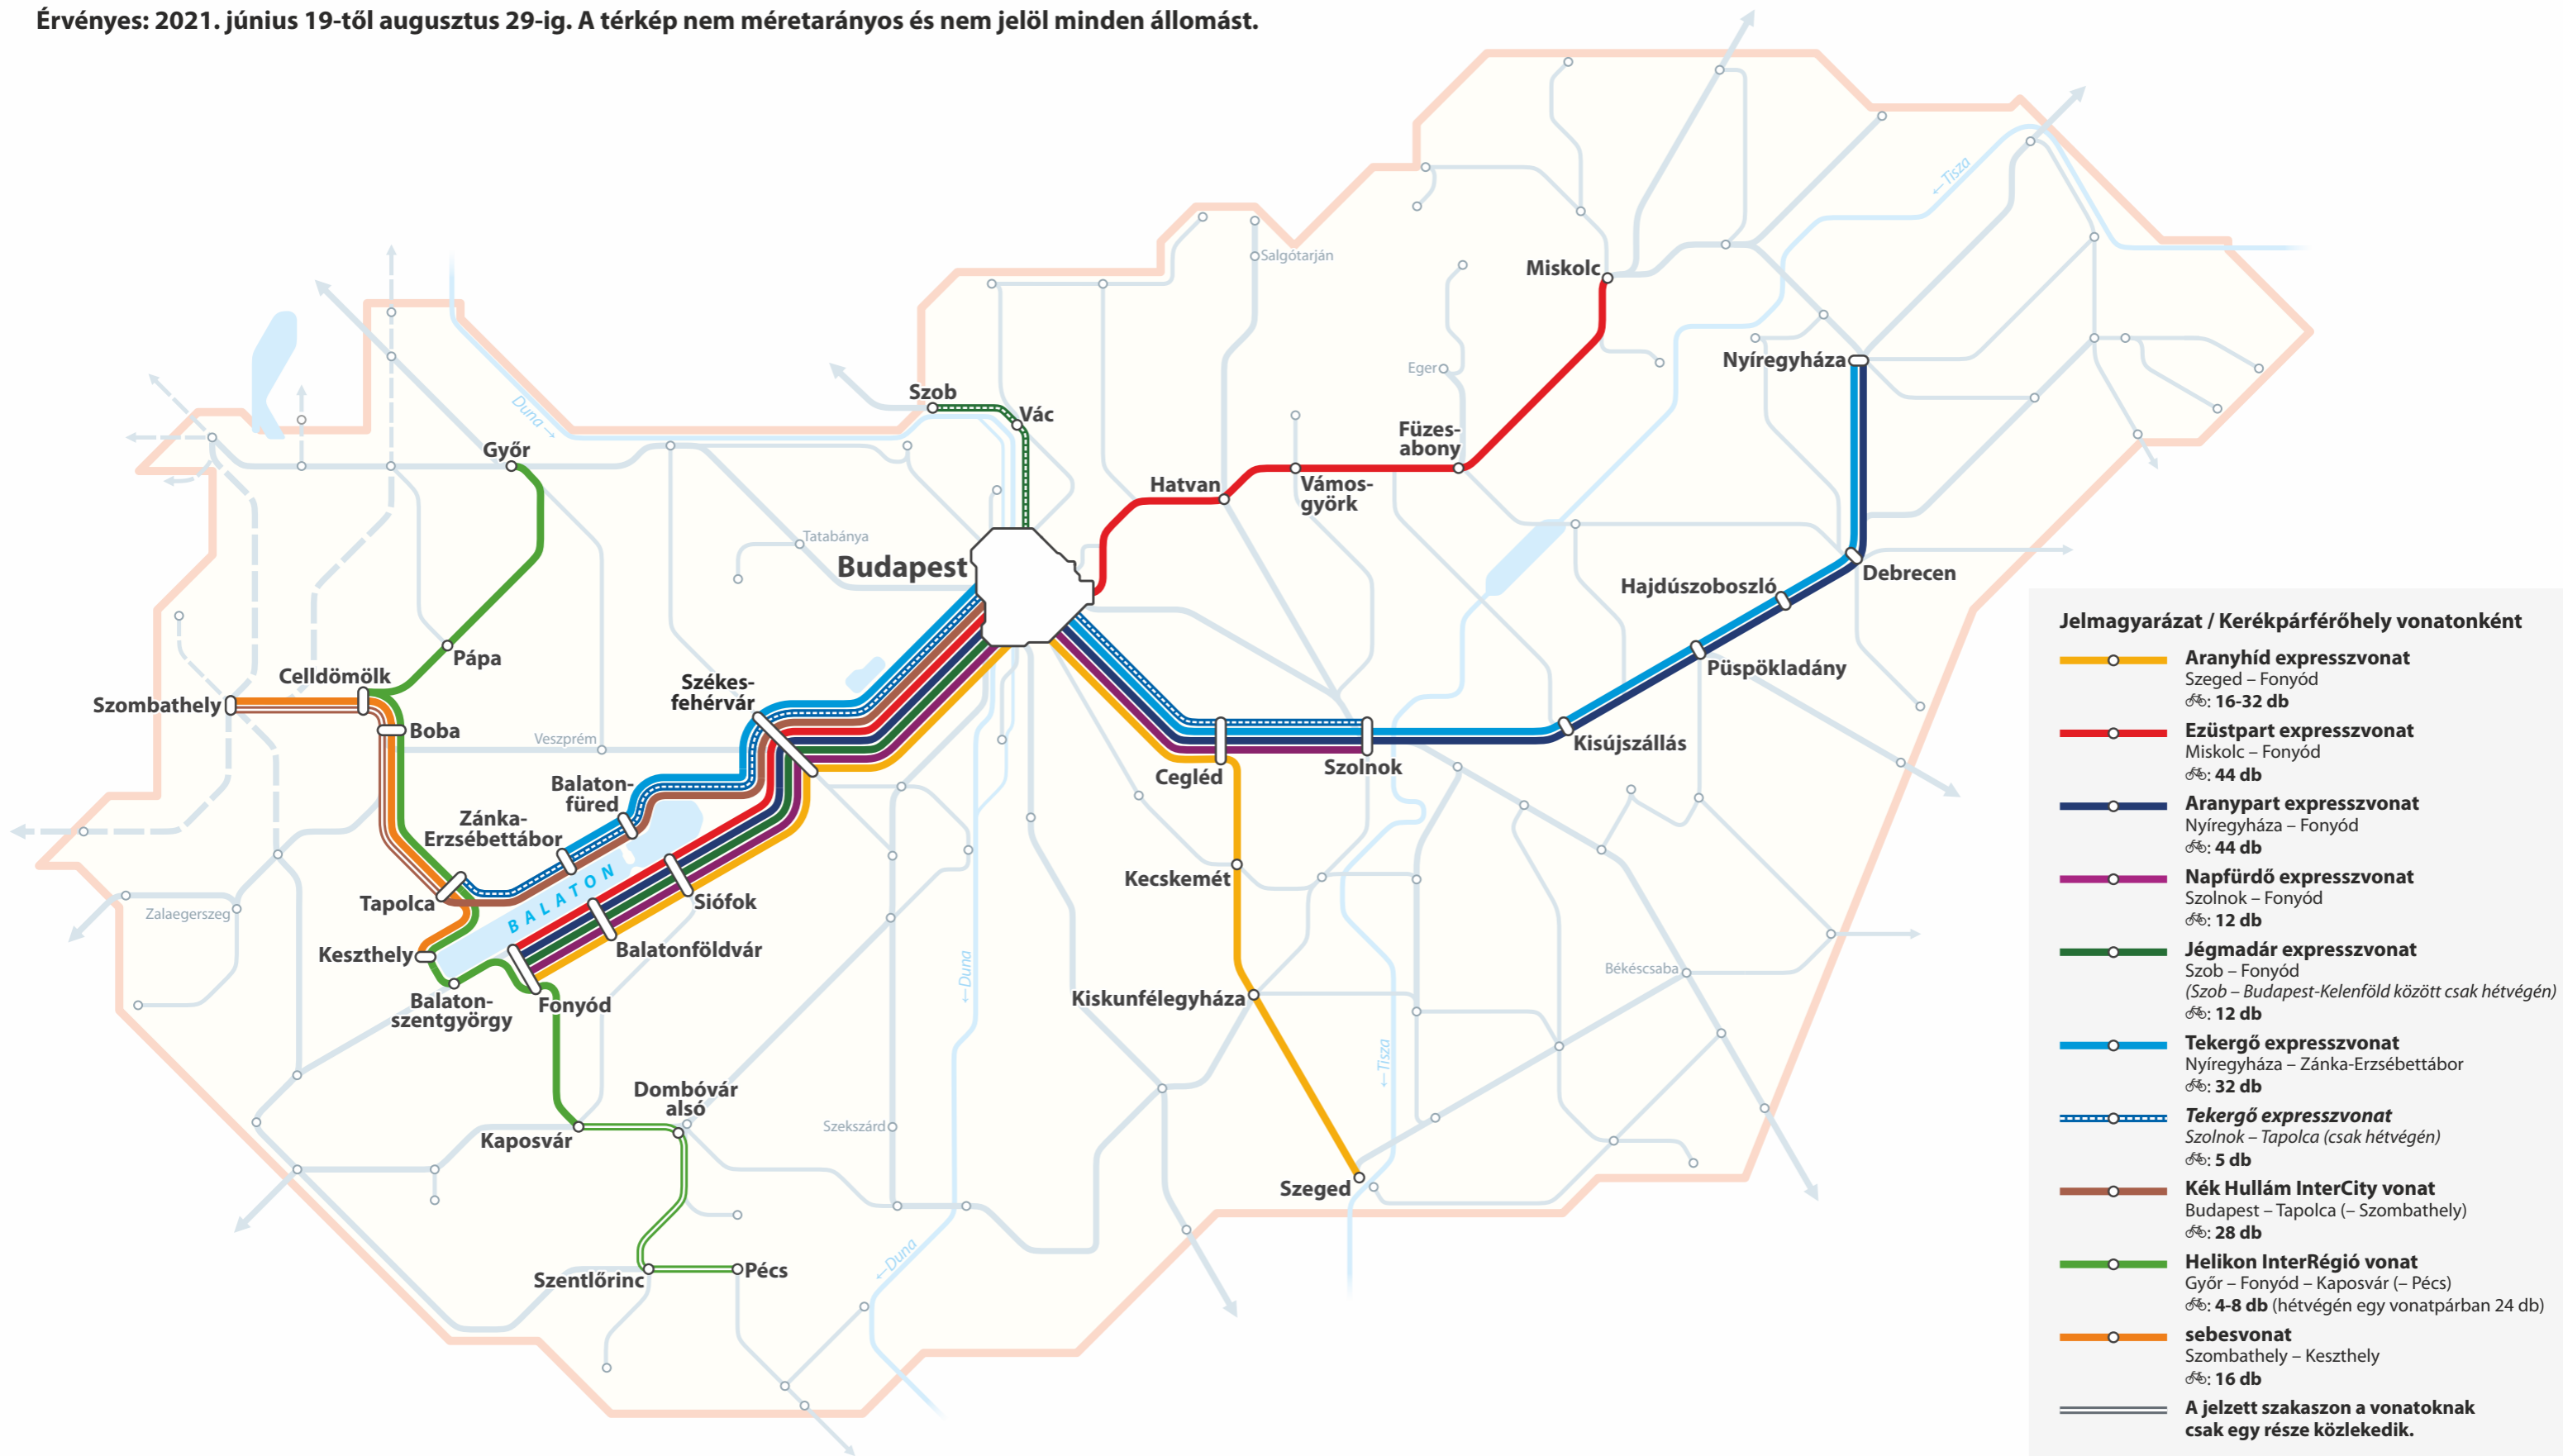 Érvényes: 2021. június 19-től augusztus 29-ig. A térkép nem méretarányos és nem jelöl minden állomást.
←Tisza
Salgótarján
Miskolc
Nyíregyháza
Eger
Szob
Vác
Duna →
Füzes-
abony
Győr
Hatvan
Vámos-
györk
Tatabánya
Budapest
Debrecen
Hajdúszoboszló
Pápa
Püspökladány
Celldömölk
Székes-
fehérvár
Szombathely
Boba
Veszprém
Kisújszállás
Cegléd
Szolnok
Balaton-
füred
Zánka-
Erzsébettábor
Kecskemét
BALATON
Tapolca
Siófok
Zalaegerszeg
Balatonföldvár
Keszthely
←Duna
Békéscsaba
Kiskunfélegyháza
Balaton-
szentgyörgy
Fonyód
←Tisza
Dombóvár
alsó
Kaposvár
Szekszárd
Szeged
←Duna
Szentlőrinc
Pécs
Jelmagyarázat / Kerékpárférőhely vonatonként
Aranyhíd expresszvonat
Szeged – Fonyód
: 16-32 db
Ezüstpart expresszvonat
Miskolc – Fonyód
: 44 db
Aranypart expresszvonat
Nyíregyháza – Fonyód
: 44 db
Napfürdő expresszvonat
Szolnok – Fonyód
: 12 db
Jégmadár expresszvonat
Szob – Fonyód
(Szob – Budapest-Kelenföld között csak hétvégén)
: 12 db
Tekergő expresszvonat
Nyíregyháza – Zánka-Erzsébettábor
: 32 db
Tekergő expresszvonat
Szolnok – Tapolca (csak hétvégén)
: 5 db
Kék Hullám InterCity vonat
Budapest – Tapolca (– Szombathely)
: 28 db
Helikon InterRégió vonat
Győr – Fonyód – Kaposvár (– Pécs)
: 4-8 db (hétvégén egy vonatpárban 24 db)
sebesvonat
Szombathely – Keszthely
: 16 db
A jelzett szakaszon a vonatoknak
csak egy része közlekedik.